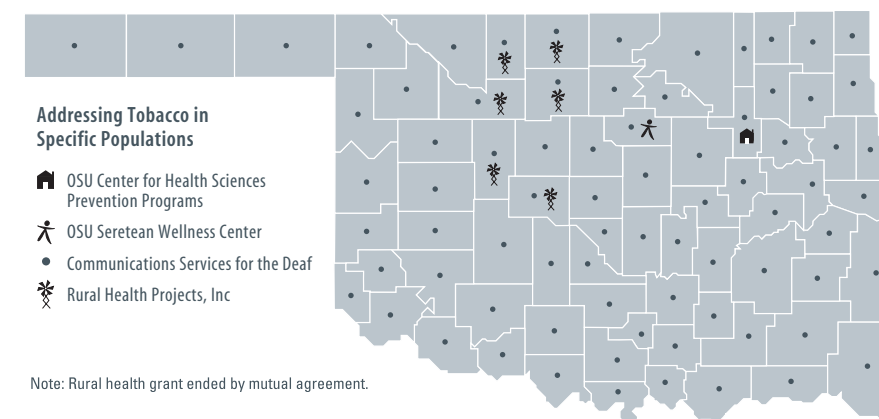 Addressing Tobacco in
Specific Populations
OSU Center for Health Sciences
Prevention Programs
OSU Seretean Wellness Center
Communications Services for the Deaf
Rural Health Projects, Inc
Note: Rural health grant ended by mutual agreement.